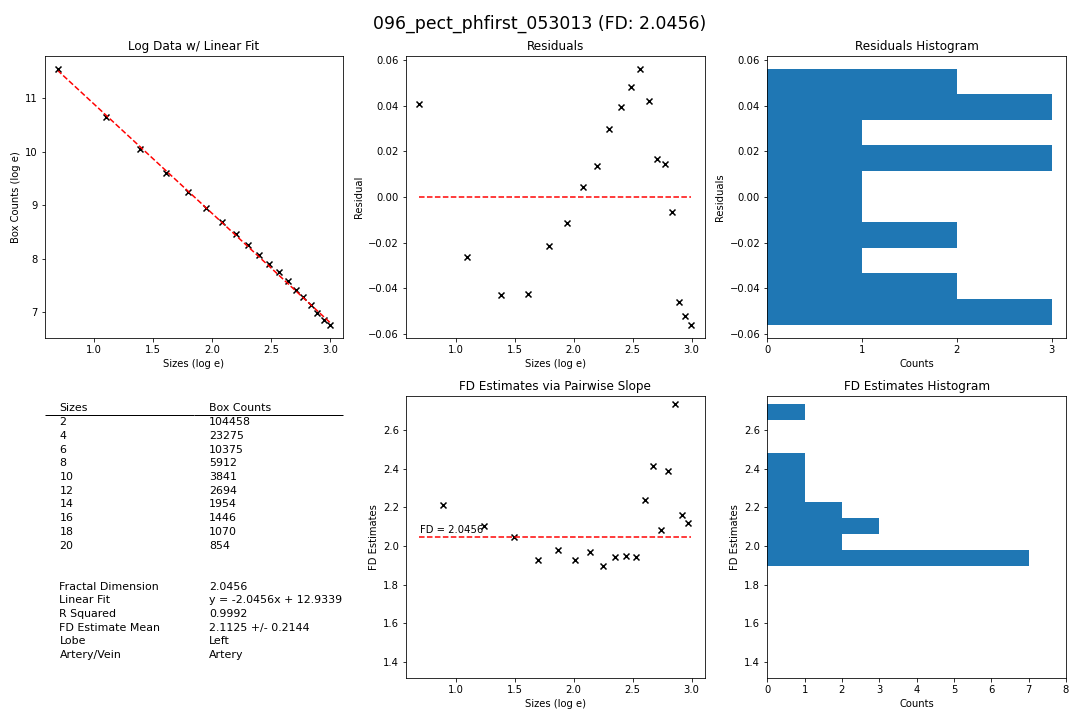 096_pect_phfirst_053013 (FD: 2.0456)
Log Data w/ Linear Fit
Box Counts (log e)
11
10
9
8
7
1.0 1.5 2.0 2.5 3.0
Sizes (log e)
Residuals
Residual
0.06
0.04
0.02
0.00
−0.02
−0.04
−0.06
1.0 1.5 2.0 2.5 3.0
Sizes (log e)
Residuals Histogram
Residuals
0.06
0.04
0.02
0.00
−0.02
−0.04
−0.06
0 1 2 3
Counts
Sizes Box Counts
2 104458
4 23275
6 10375
8 5912
10 3841
12 2694
14 1954
16 1446
18 1070
20 854
Fractal Dimension 2.0456
Linear Fit y = -2.0456x + 12.9339
R Squared 0.9992
FD Estimate Mean 2.1125 +/- 0.2144
Lobe Left
Artery/Vein Artery
FD Estimates via Pairwise Slope
FD Estimates
2.6
2.4
2.2
2.0
1.8
1.6
1.4
FD = 2.0456
1.0 1.5 2.0 2.5 3.0
Sizes (log e)
FD Estimates Histogram
FD Estimates
2.6
2.4
2.2
2.0
1.8
1.6
1.4
0 1 2 3 4 5 6 7 8
Counts